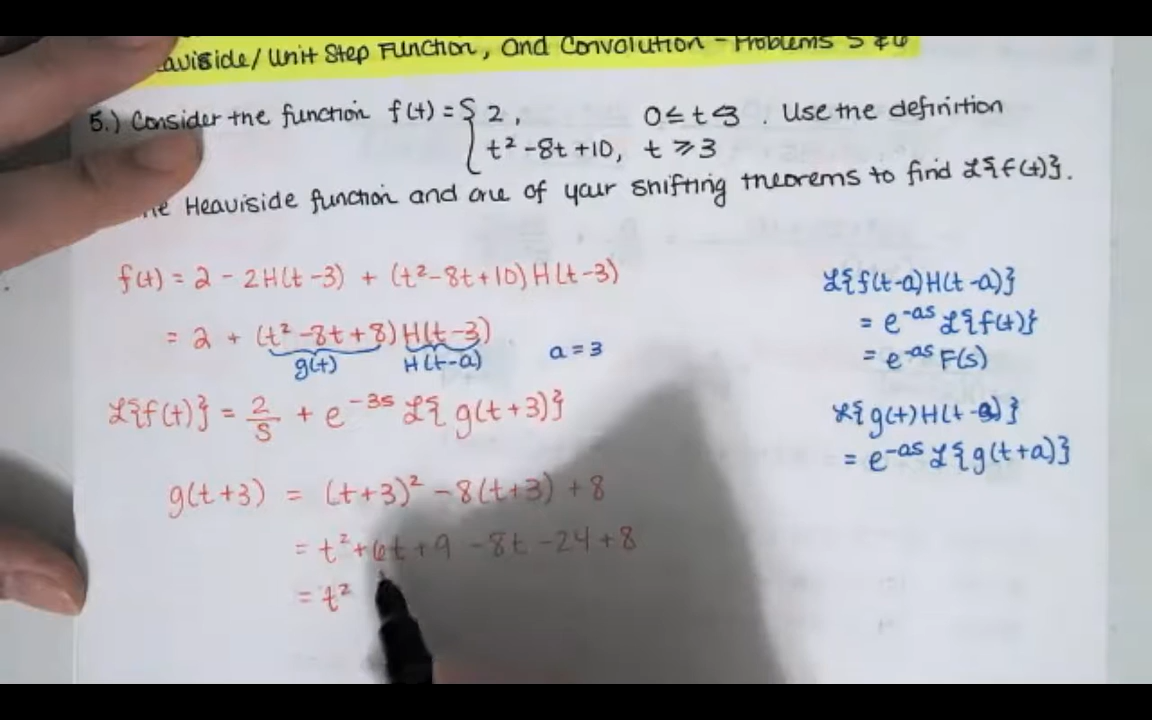 aviside/Unit Step Function, and Convolution - Problems 5 & 6
5.) Consider the function f(t) = { 2, 0 ≤ t < 3 . Use the definition
t² - 8t + 10, t ≥ 3
Heaviside function and one of your shifting theorems to find ℒ{f(t)}.
f(t) = 2 - 2H(t-3) + (t² - 8t + 10)H(t-3)
= 2 + (t² - 8t + 8)H(t-3)
g(t) H(t-a) a = 3
ℒ{f(t)} = 2/s + e^-3s ℒ{g(t+3)}
g(t+3) = (t+3)² - 8(t+3) + 8
= t² + 6t + 9 - 8t - 24 + 8
= t²
ℒ{f(t-a)H(t-a)}
= e^-as ℒ{f(t)}
= e^-as F(s)
ℒ{g(t)H(t-a)}
= e^-as ℒ{g(t+a)}